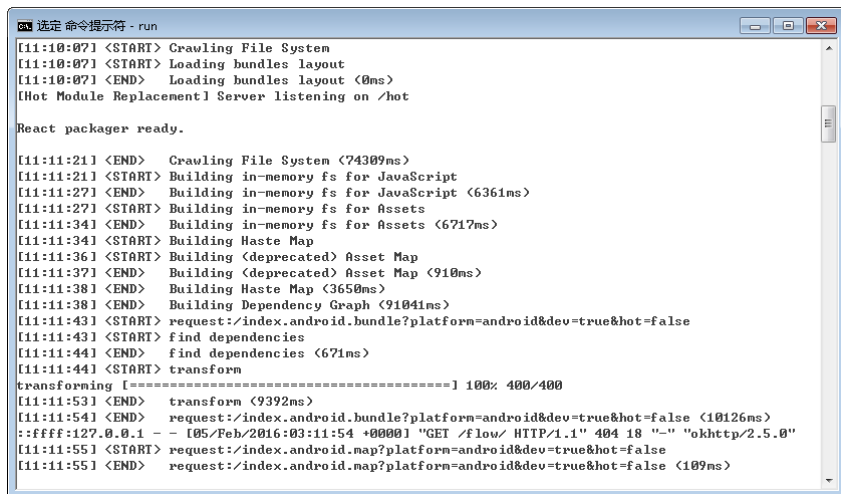 选定 命令提示符 - run
[11:10:07] <START> Crawling File System
[11:10:07] <START> Loading bundles layout
[11:10:07] <END>   Loading bundles layout (0ms)
[Hot Module Replacement] Server listening on /hot
React packager ready.
[11:11:21] <END>   Crawling File System (74309ms)
[11:11:21] <START> Building in-memory fs for JavaScript
[11:11:27] <END>   Building in-memory fs for JavaScript (6361ms)
[11:11:27] <START> Building in-memory fs for Assets
[11:11:34] <END>   Building in-memory fs for Assets (6717ms)
[11:11:34] <START> Building Haste Map
[11:11:36] <START> Building (deprecated) Asset Map
[11:11:37] <END>   Building (deprecated) Asset Map (910ms)
[11:11:38] <END>   Building Haste Map (3650ms)
[11:11:38] <END>   Building Dependency Graph (91041ms)
[11:11:43] <START> request:/index.android.bundle?platform=android&dev=true&hot=false
[11:11:43] <START> find dependencies
[11:11:44] <END>   find dependencies (671ms)
[11:11:44] <START> transform
transforming [========================================] 100% 400/400
[11:11:53] <END>   transform (9392ms)
[11:11:54] <END>   request:/index.android.bundle?platform=android&dev=true&hot=false (10126ms)
::ffff:127.0.0.1 - - [05/Feb/2016:03:11:54 +0000] "GET /flow/ HTTP/1.1" 404 18 "-" "okhttp/2.5.0"
[11:11:55] <START> request:/index.android.map?platform=android&dev=true&hot=false
[11:11:55] <END>   request:/index.android.map?platform=android&dev=true&hot=false (109ms)